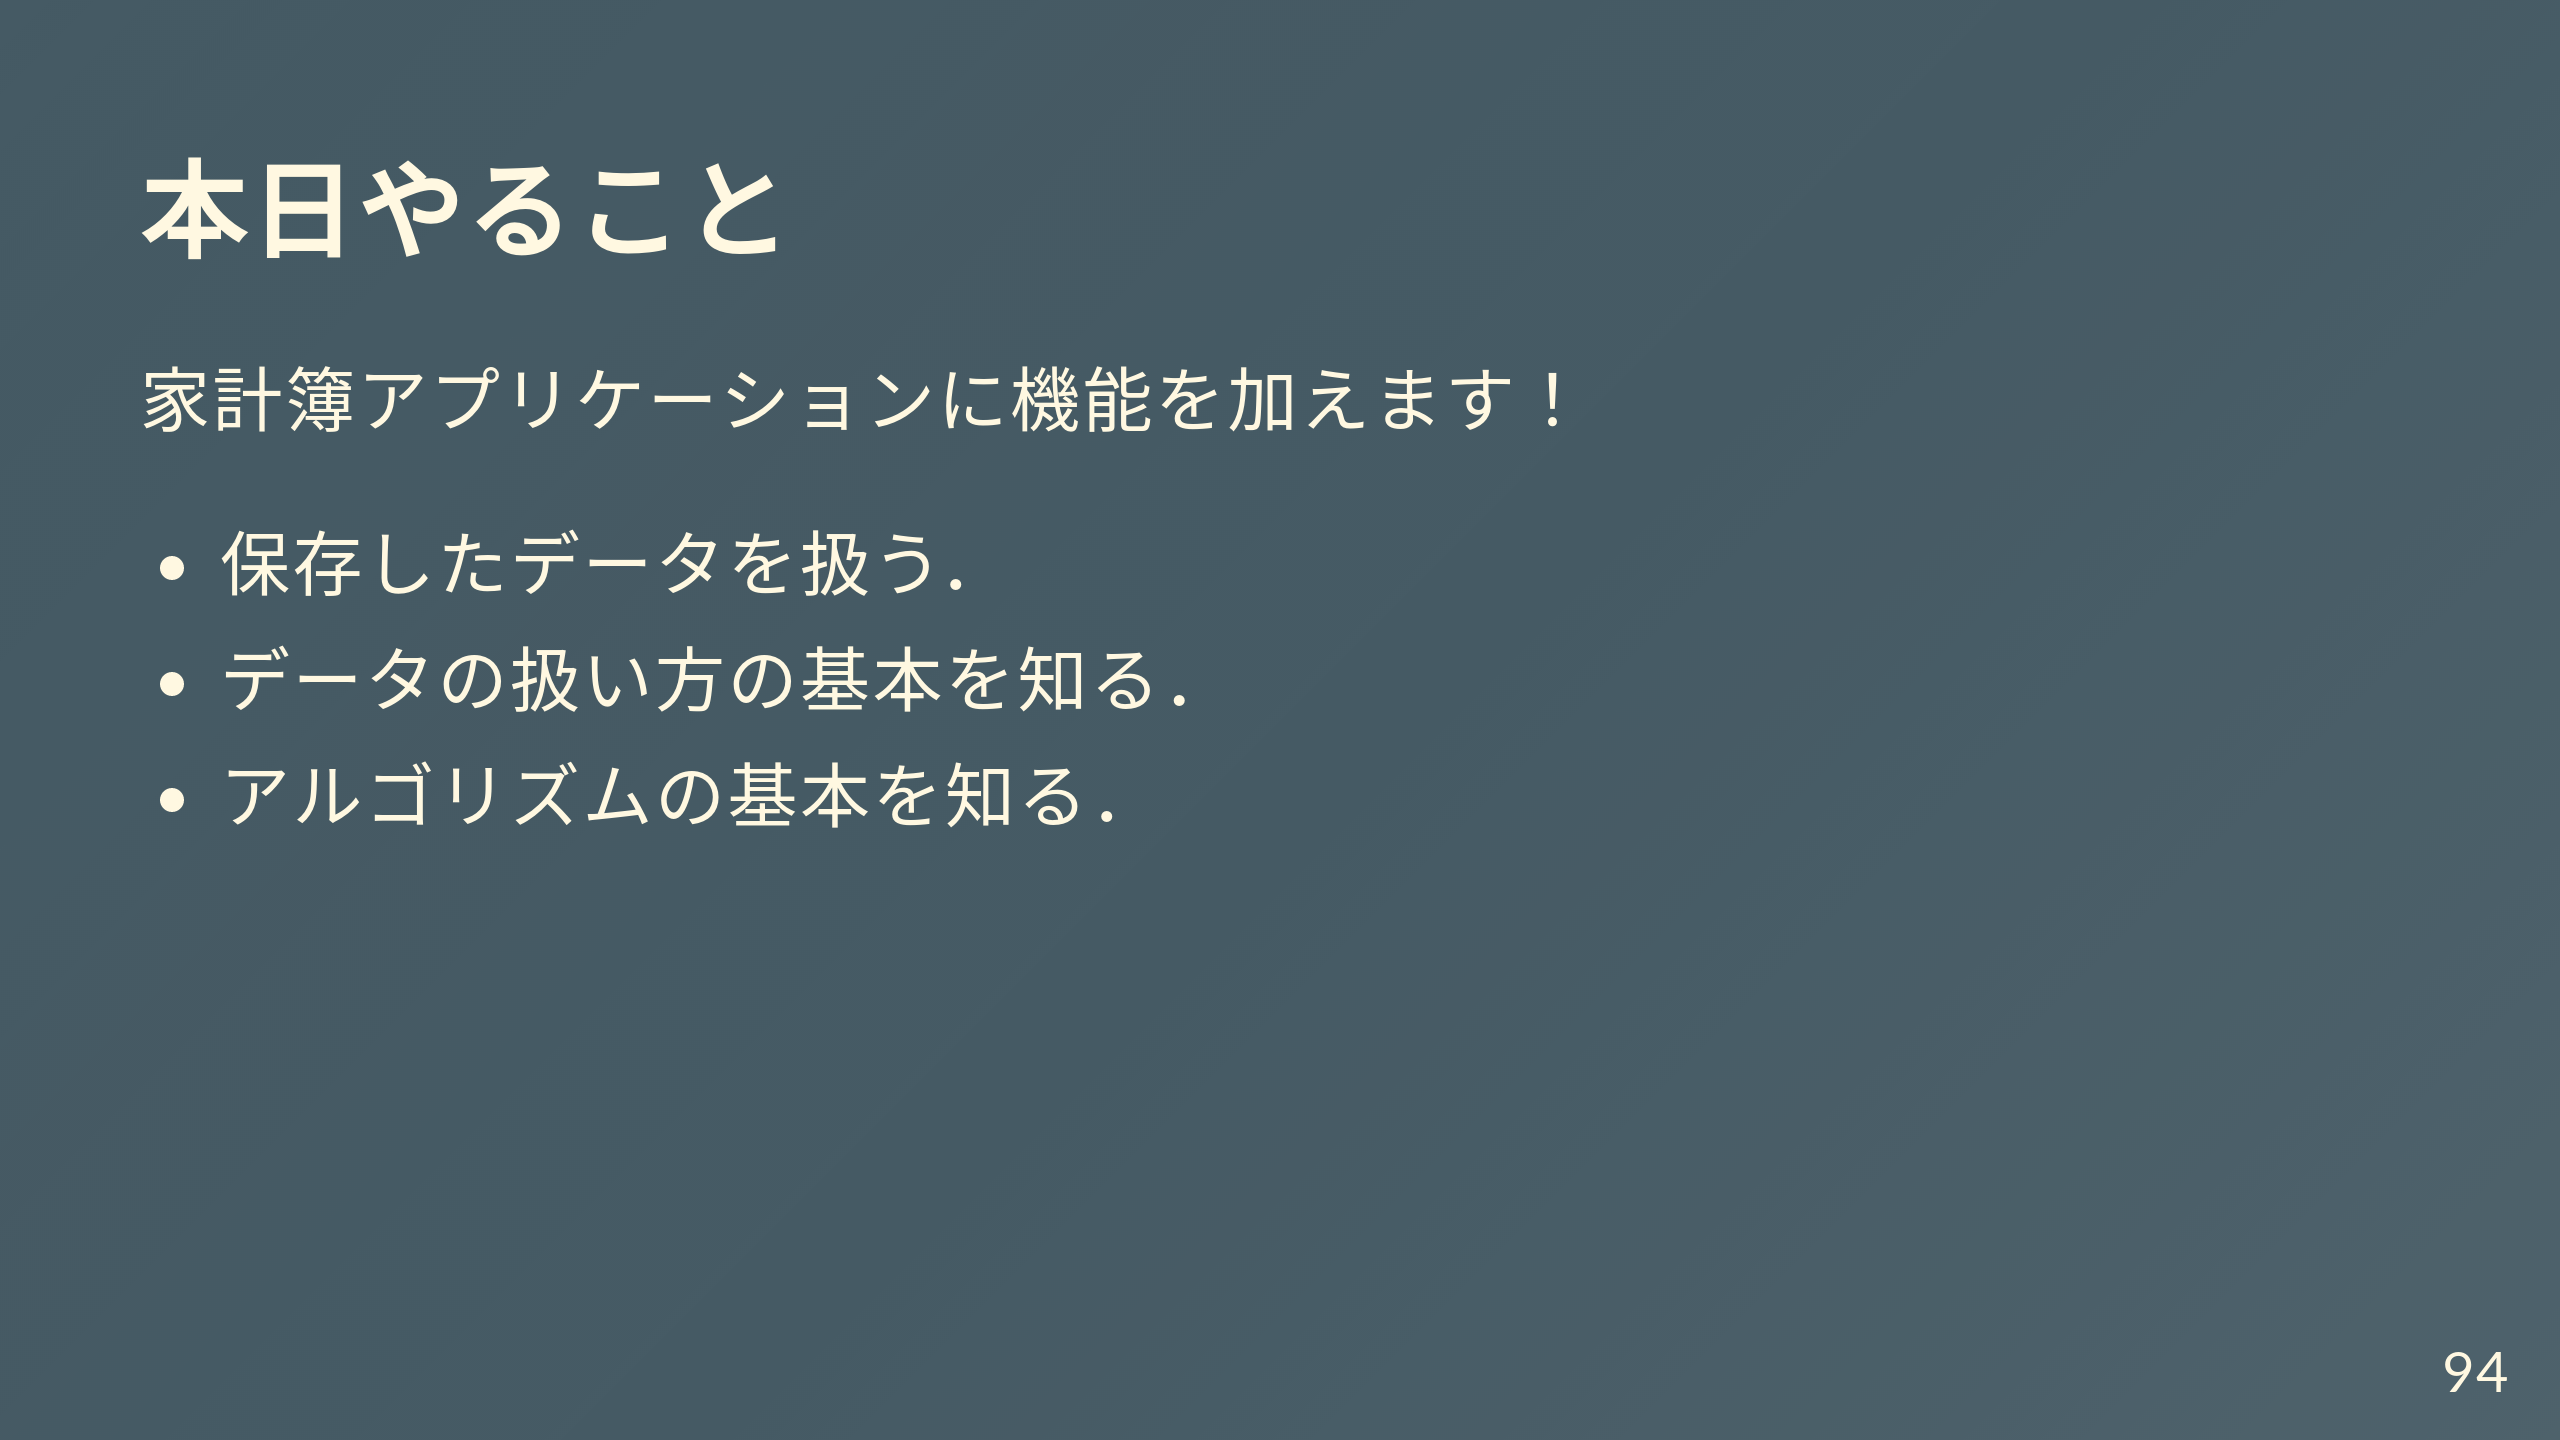 本日やること
家計簿アプリケーションに機能を加えます！
• 保存したデータを扱う．
• データの扱い方の基本を知る．
• アルゴリズムの基本を知る．
94